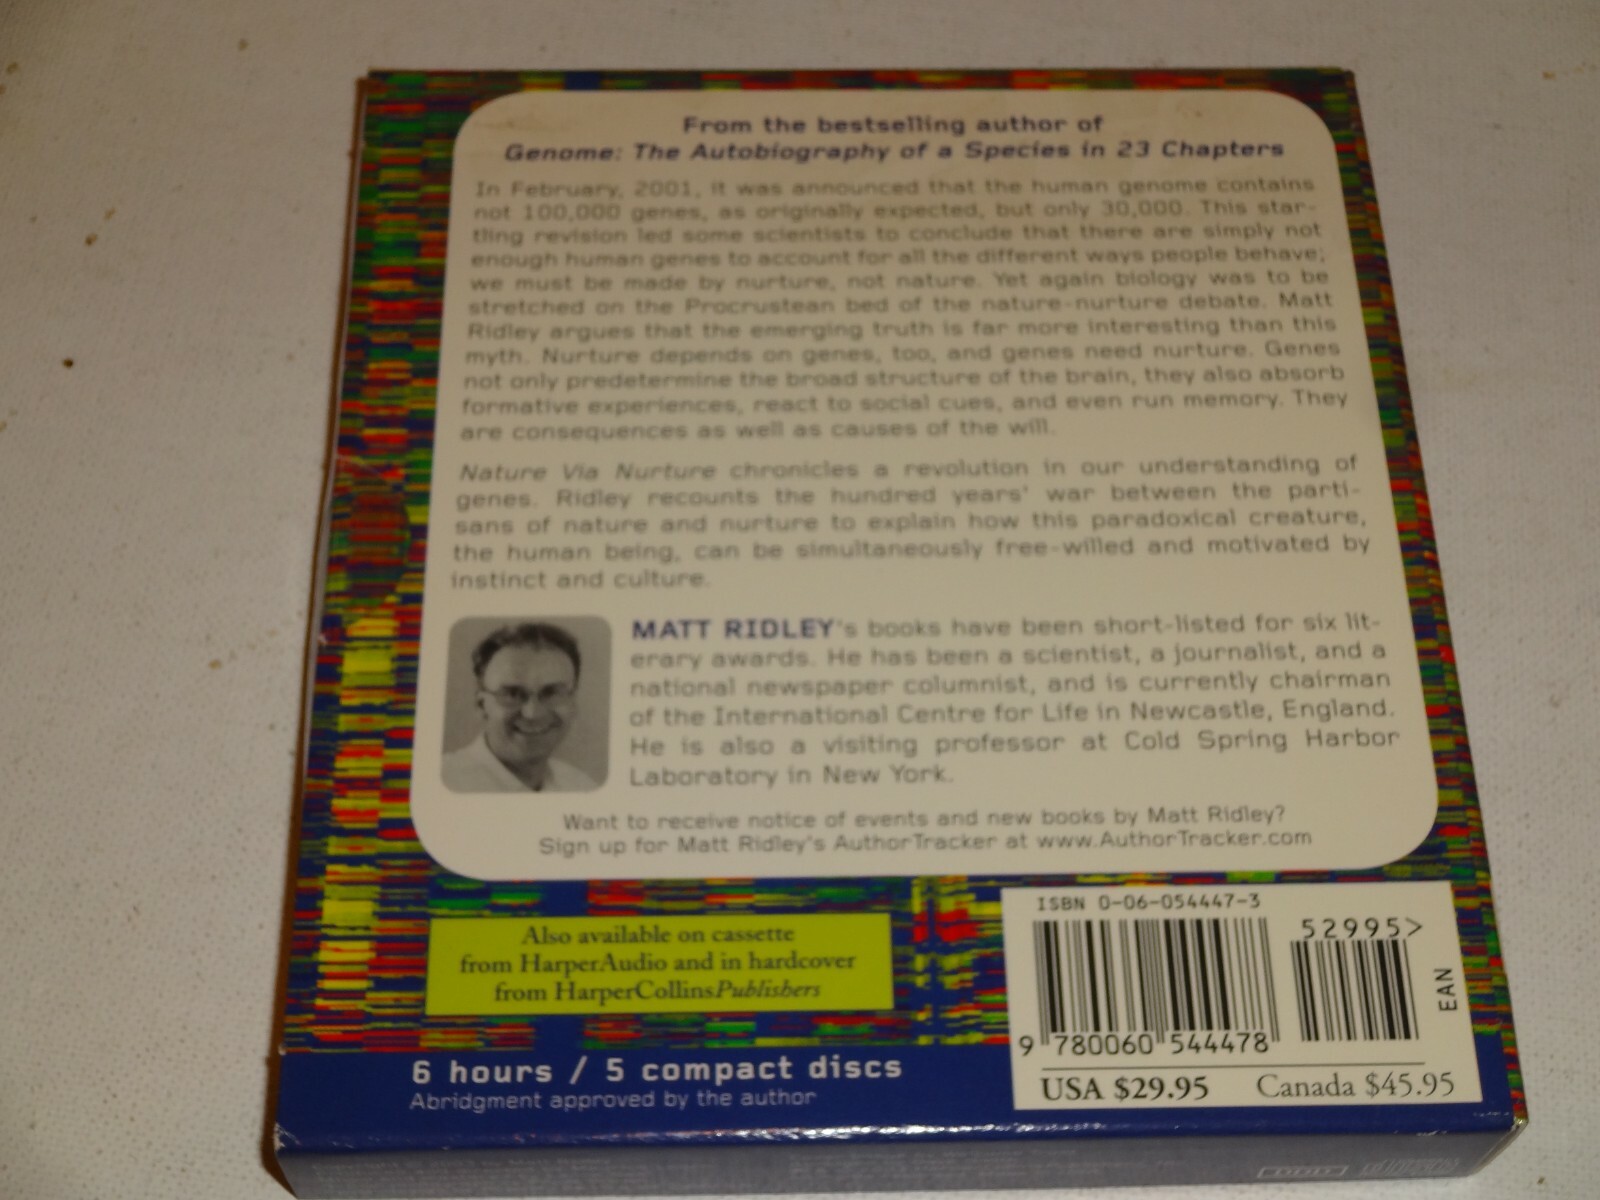 From the bestselling author of
Genome: The Autobiography of a Species in 23 Chapters
In February, 2001, it was announced that the human genome contains
not 100,000 genes, as originally expected, but only 30,000. This star-
tling revision led some scientists to conclude that there are simply not
enough human genes to account for all the different ways people behave;
we must be made by nurture, not nature. Yet again biology was to be
stretched on the Procrustean bed of the nature-nurture debate. Matt
Ridley argues that the emerging truth is far more interesting than this
myth. Nurture depends on genes, too, and genes need nurture. Genes
not only predetermine the broad structure of the brain, they also absorb
formative experiences, react to social cues, and even run memory. They
are consequences as well as causes of the will.
Nature Via Nurture chronicles a revolution in our understanding of
genes. Ridley recounts the hundred years' war between the parti-
sans of nature and nurture to explain how this paradoxical creature,
the human being, can be simultaneously free-willed and motivated by
instinct and culture.
MATT RIDLEY's books have been short-listed for six lit-
erary awards. He has been a scientist, a journalist, and a
national newspaper columnist, and is currently chairman
of the International Centre for Life in Newcastle, England.
He is also a visiting professor at Cold Spring Harbor
Laboratory in New York.
Want to receive notice of events and new books by Matt Ridley?
Sign up for Matt Ridley's AuthorTracker at www.AuthorTracker.com
Also available on cassette
from HarperAudio and in hardcover
from HarperCollinsPublishers
6 hours / 5 compact discs
Abridgment approved by the author
ISBN 0-06-054447-3
52995>
EAN
9 780060 544478
USA $29.95 Canada $45.95